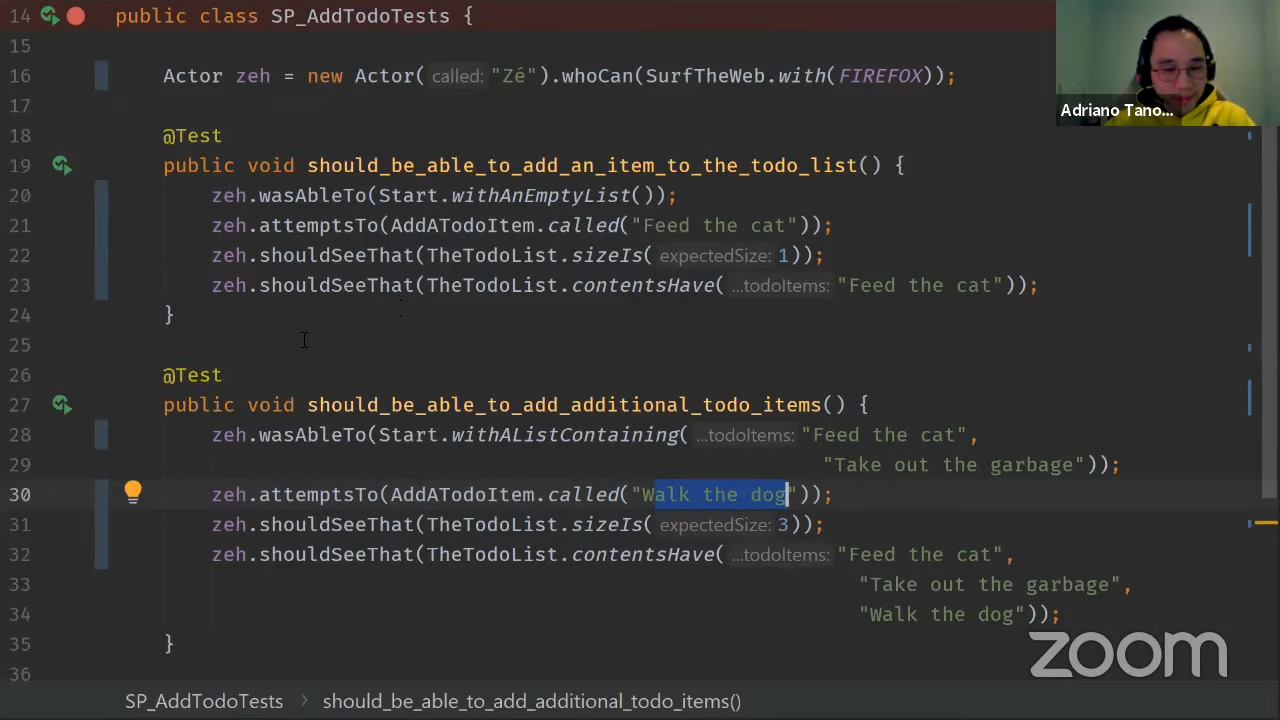 14 public class SP_AddTodoTests {
15
16 Actor zeh = new Actor( called: "Zé").whoCan(SurfTheWeb.with(FIREFOX));
17
18 @Test
19 public void should_be_able_to_add_an_item_to_the_todo_list() {
20 zeh.wasAbleTo(Start.withAnEmptyList());
21 zeh.attemptsTo(AddATodoItem.called("Feed the cat"));
22 zeh.shouldSeeThat(TheTodoList.sizeIs( expectedSize: 1));
23 zeh.shouldSeeThat(TheTodoList.contentsHave( ...todoItems: "Feed the cat"));
24 }
25
26 @Test
27 public void should_be_able_to_add_additional_todo_items() {
28 zeh.wasAbleTo(Start.withAListContaining( ...todoItems: "Feed the cat",
29 "Take out the garbage"));
30 zeh.attemptsTo(AddATodoItem.called("Walk the dog"));
31 zeh.shouldSeeThat(TheTodoList.sizeIs( expectedSize: 3));
32 zeh.shouldSeeThat(TheTodoList.contentsHave( ...todoItems: "Feed the cat",
33 "Take out the garbage",
34 "Walk the dog"));
35 }
36
Adriano Tano...
zoom
SP_AddTodoTests > should_be_able_to_add_additional_todo_items()